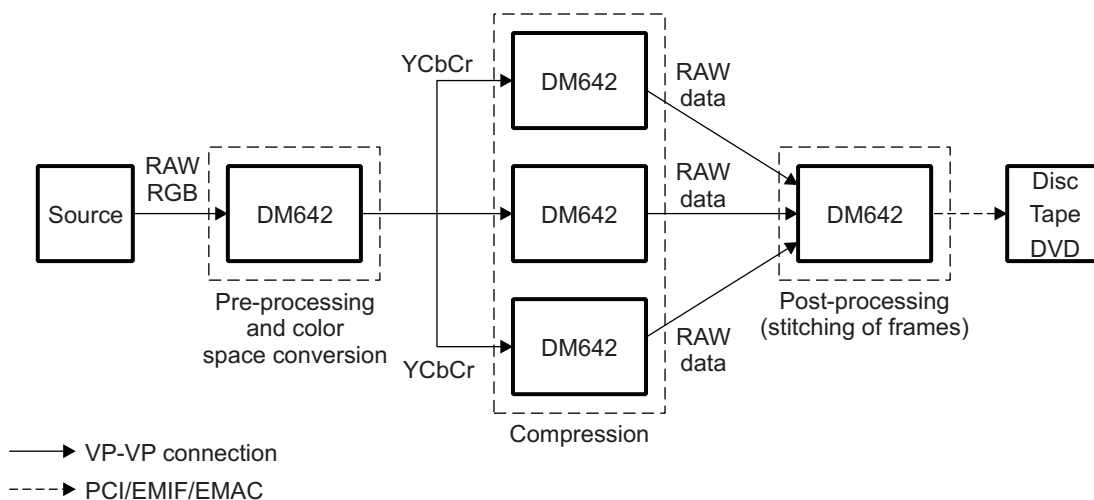 Source
RAW
RGB
DM642
Pre-processing
and color
space conversion
YCbCr
YCbCr
DM642
DM642
DM642
Compression
RAW
data
RAW
data
RAW
data
DM642
Post-processing
(stitching of frames)
Disc
Tape
DVD
VP-VP connection
PCI/EMIF/EMAC